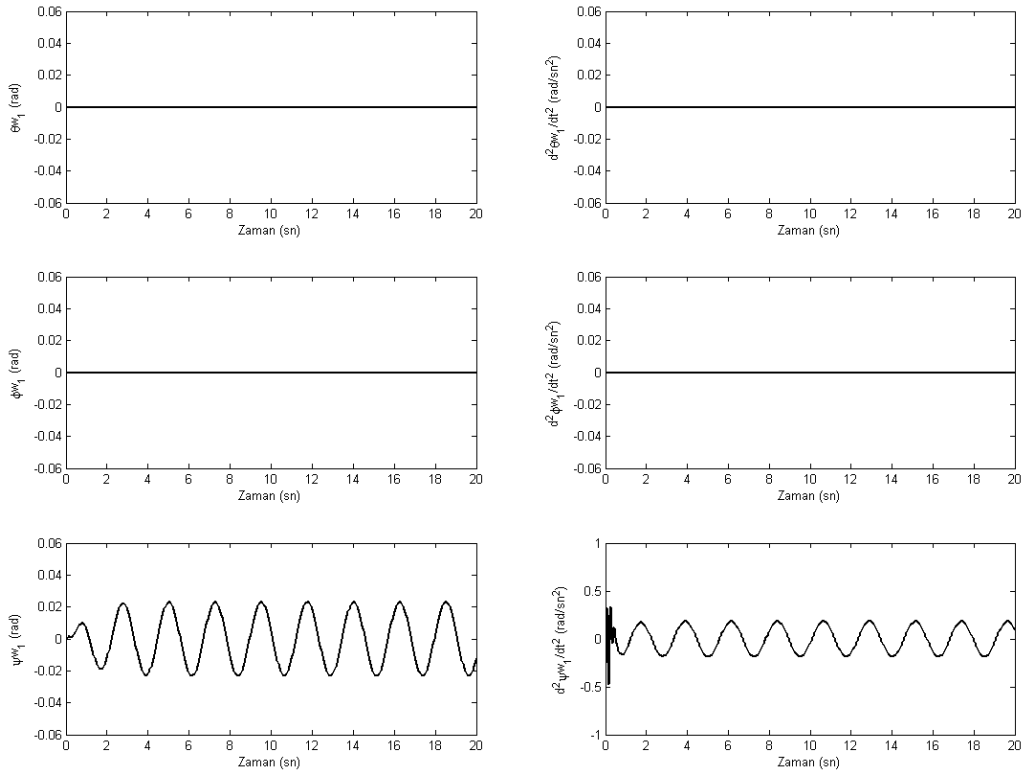 0.06
0.04
0.02
0
-0.02
-0.04
-0.06
θw₁ (rad)
0 2 4 6 8 10 12 14 16 18 20
Zaman (sn)
0.06
0.04
0.02
0
-0.02
-0.04
-0.06
d²θw₁/dt² (rad/sn²)
0 2 4 6 8 10 12 14 16 18 20
Zaman (sn)
0.06
0.04
0.02
0
-0.02
-0.04
-0.06
ϕw₁ (rad)
0 2 4 6 8 10 12 14 16 18 20
Zaman (sn)
0.06
0.04
0.02
0
-0.02
-0.04
-0.06
d²ϕw₁/dt² (rad/sn²)
0 2 4 6 8 10 12 14 16 18 20
Zaman (sn)
0.06
0.04
0.02
0
-0.02
-0.04
-0.06
ψw₁ (rad)
0 2 4 6 8 10 12 14 16 18 20
Zaman (sn)
1
0.5
0
-0.5
-1
d²ψw₁/dt² (rad/sn²)
0 2 4 6 8 10 12 14 16 18 20
Zaman (sn)